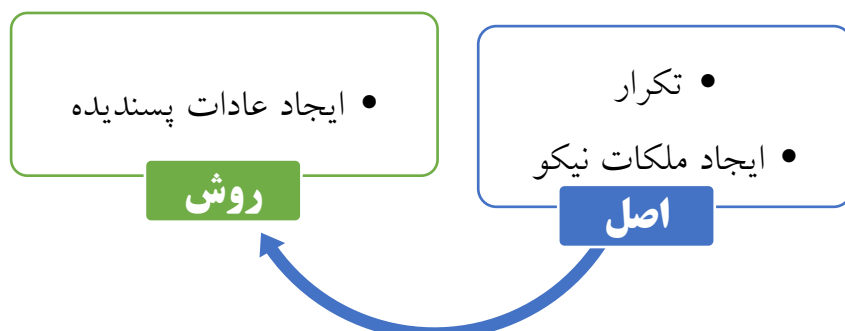 • تکرار
• ایجاد ملکات نیکو
اصل
• ایجاد عادات پسندیده
روش